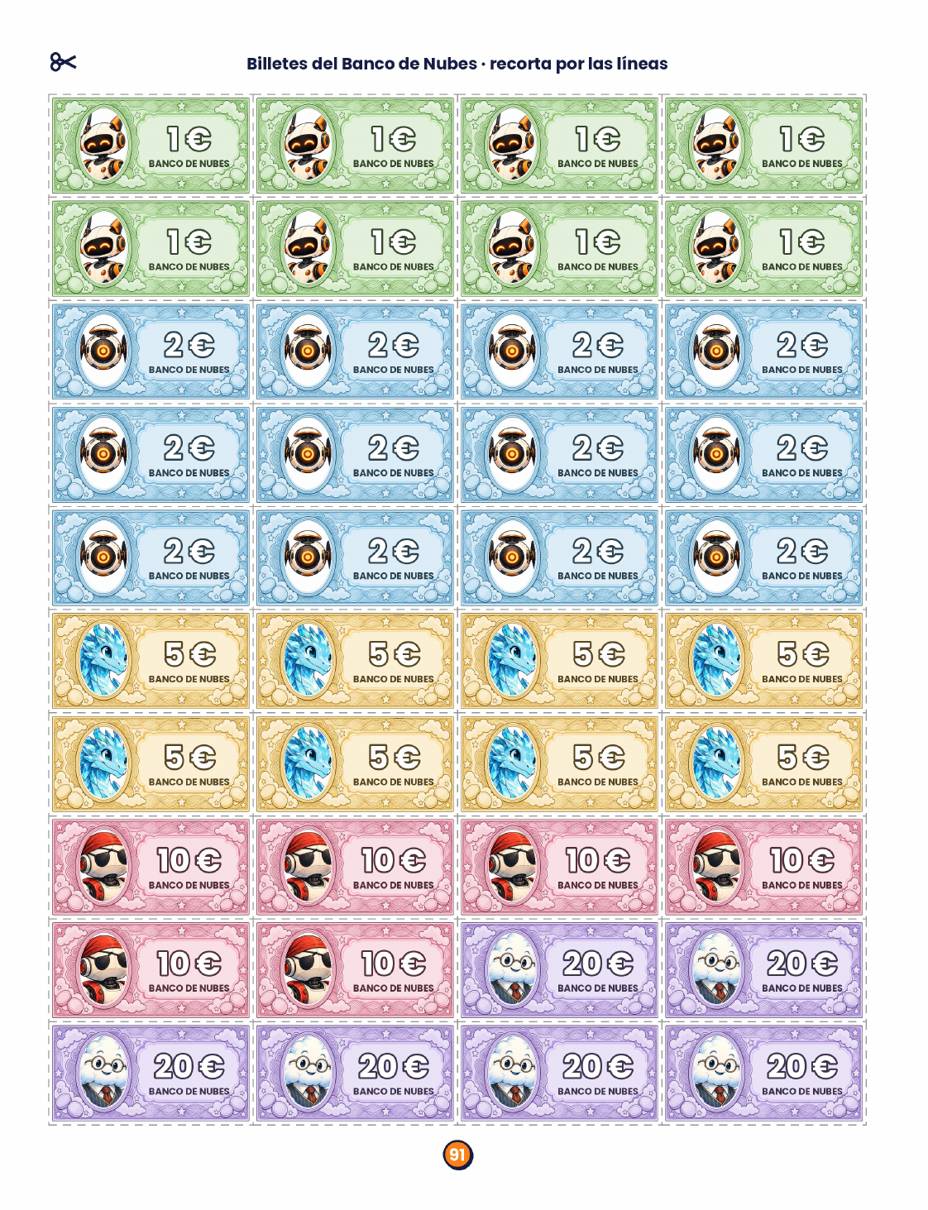 Billetes del Banco de Nubes · recorta por las líneas
1 € 1 € 1 € 1 €
BANCO DE NUBES BANCO DE NUBES BANCO DE NUBES BANCO DE NUBES
1 € 1 € 1 € 1 €
BANCO DE NUBES BANCO DE NUBES BANCO DE NUBES BANCO DE NUBES
2 € 2 € 2 € 2 €
BANCO DE NUBES BANCO DE NUBES BANCO DE NUBES BANCO DE NUBES
2 € 2 € 2 € 2 €
BANCO DE NUBES BANCO DE NUBES BANCO DE NUBES BANCO DE NUBES
2 € 2 € 2 € 2 €
BANCO DE NUBES BANCO DE NUBES BANCO DE NUBES BANCO DE NUBES
5 € 5 € 5 € 5 €
BANCO DE NUBES BANCO DE NUBES BANCO DE NUBES BANCO DE NUBES
5 € 5 € 5 € 5 €
BANCO DE NUBES BANCO DE NUBES BANCO DE NUBES BANCO DE NUBES
10 € 10 € 10 € 10 €
BANCO DE NUBES BANCO DE NUBES BANCO DE NUBES BANCO DE NUBES
10 € 10 € 20 € 20 €
BANCO DE NUBES BANCO DE NUBES BANCO DE NUBES BANCO DE NUBES
20 € 20 € 20 € 20 €
BANCO DE NUBES BANCO DE NUBES BANCO DE NUBES BANCO DE NUBES
91